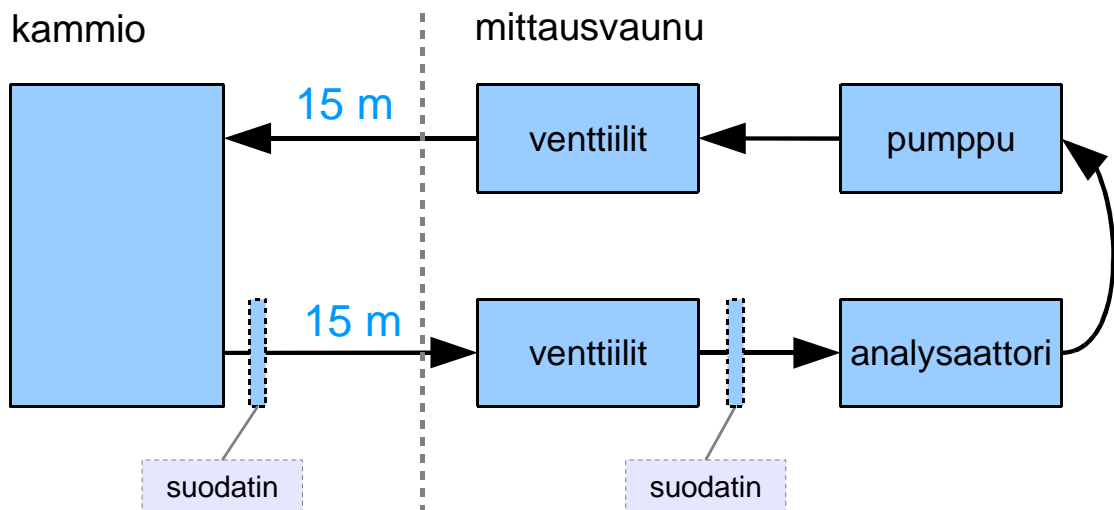 kammio
mittausvaunu
15 m
venttiilit
pumppu
15 m
venttiilit
analysaattori
suodatin
suodatin